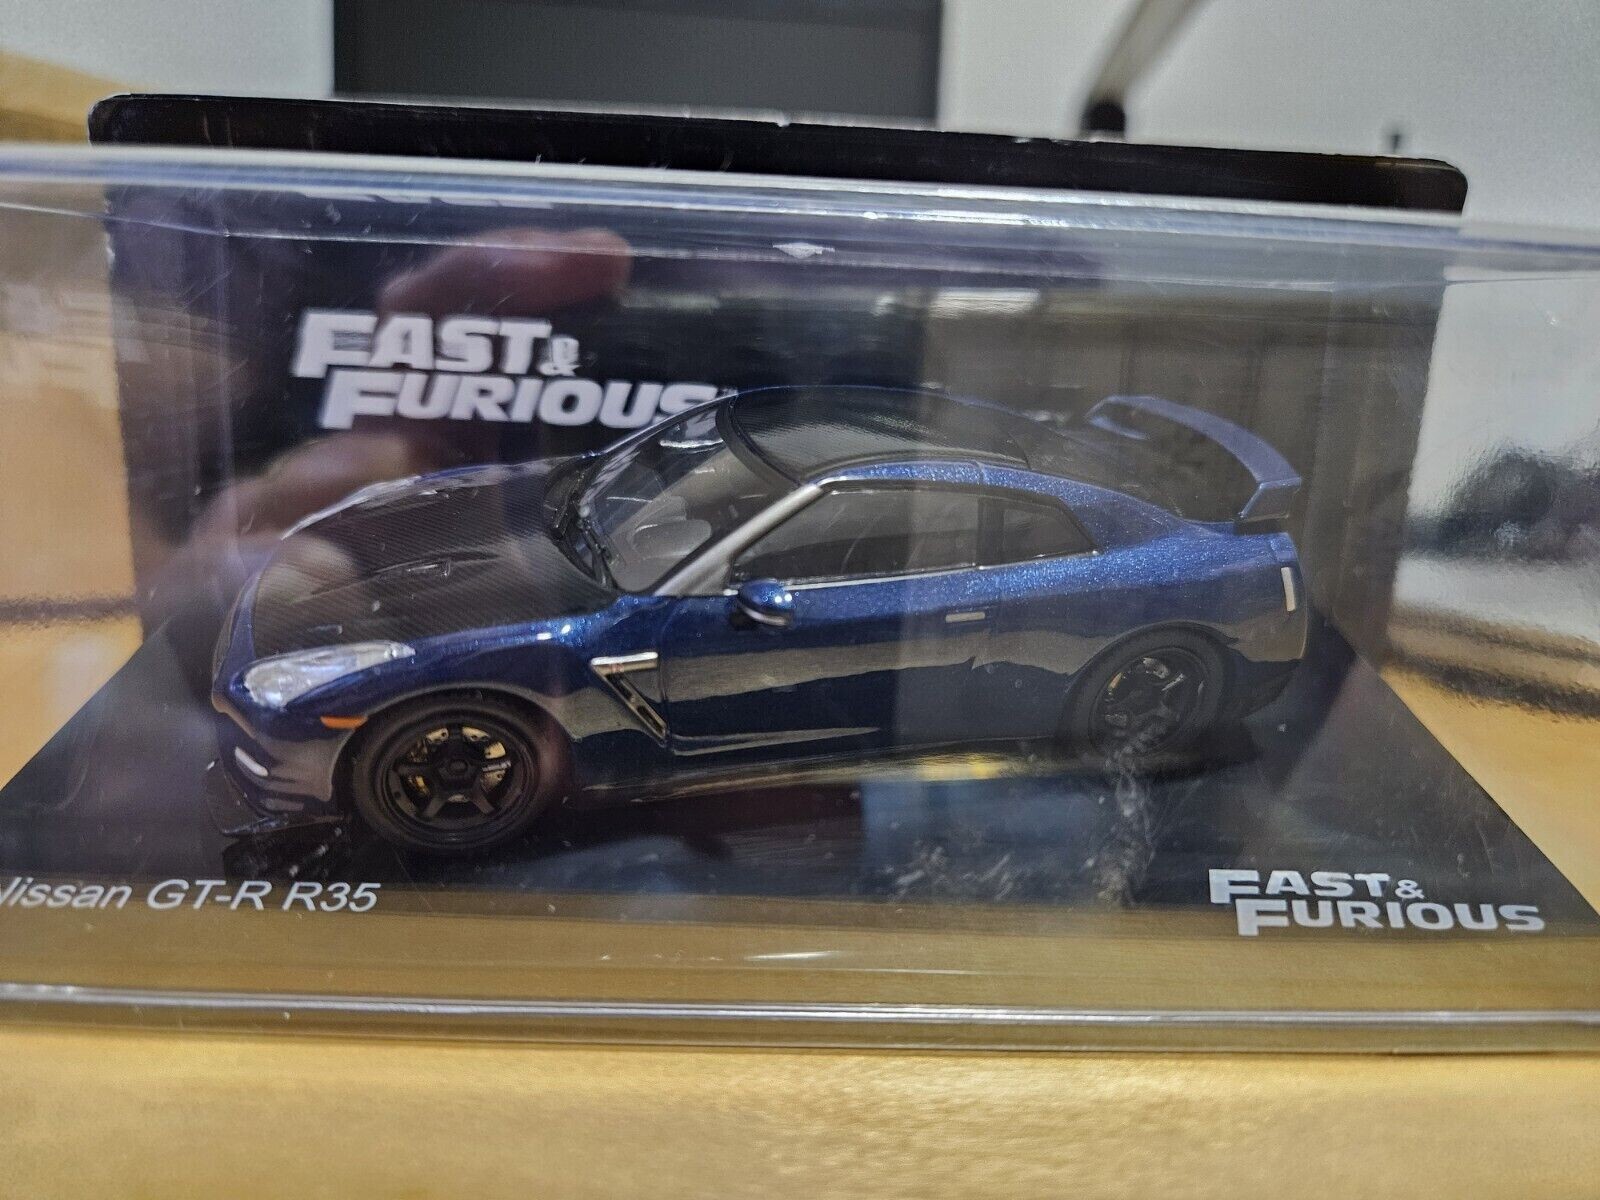 FAST &
FURIOUS
Nissan GT-R R35
FAST &
FURIOUS